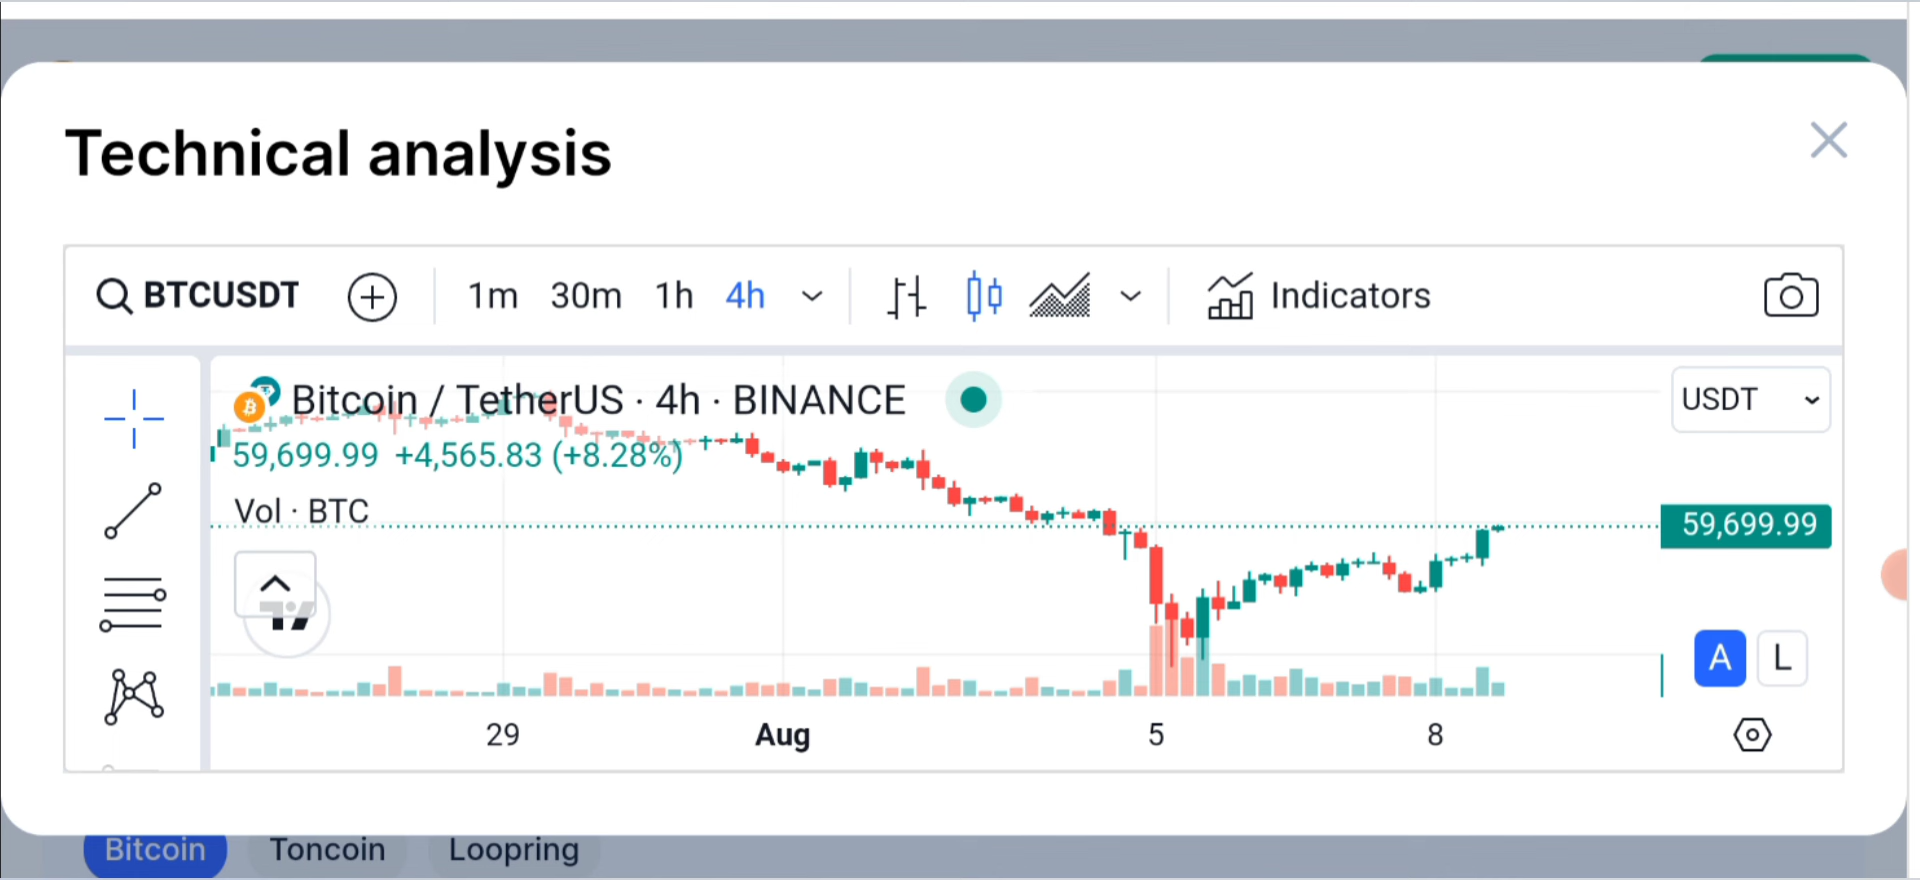 Technical analysis
BTCUSDT 1m 30m 1h 4h Indicators
Bitcoin / TetherUS · 4h · BINANCE
USDT
59,699.99 +4,565.83 (+8.28%)
Vol · BTC
59,699.99
A L
29 Aug 5 8
Bitcoin Toncoin Loopring